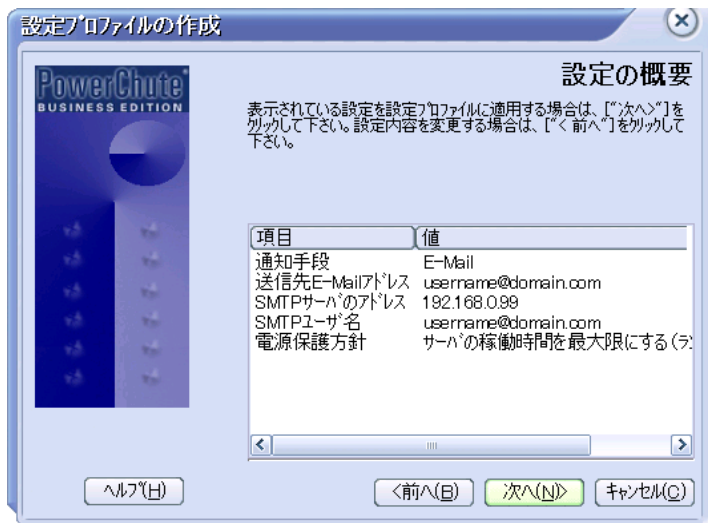 設定プロファイルの作成
PowerChute
BUSINESS EDITION
設定の概要
表示されている設定を設定プロファイルに適用する場合は、["次へ>"]を
クリックして下さい。設定内容を変更する場合は、["< 前へ"]をクリックして
下さい。
項目 値
通知手段 E-Mail
送信先E-Mailアドレス username@domain.com
SMTPサーバのアドレス 192.168.0.99
SMTPユーザ名 username@domain.com
電源保護方針 サーバの稼働時間を最大限にする(ラ
ヘルプ(H) <前へ(B) 次へ(N)> キャンセル(C)